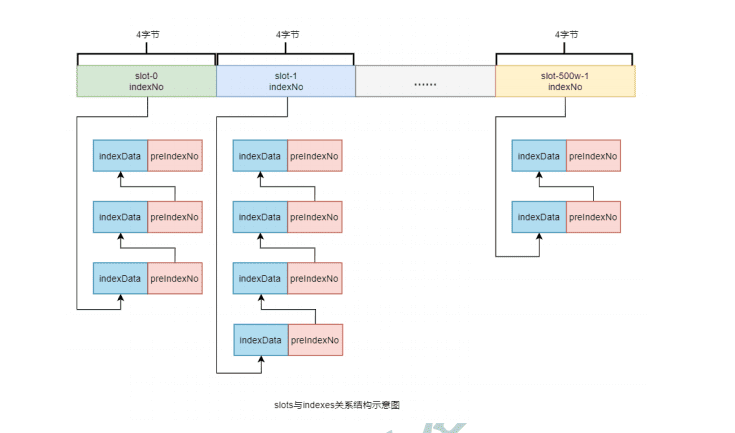 4字节
4字节
4字节
slot-0
indexNo
slot-1
indexNo
......
slot-500w-1
indexNo
indexData preIndexNo
indexData preIndexNo
indexData preIndexNo
indexData preIndexNo
indexData preIndexNo
indexData preIndexNo
indexData preIndexNo
indexData preIndexNo
indexData preIndexNo
slots与indexes关系结构示意图